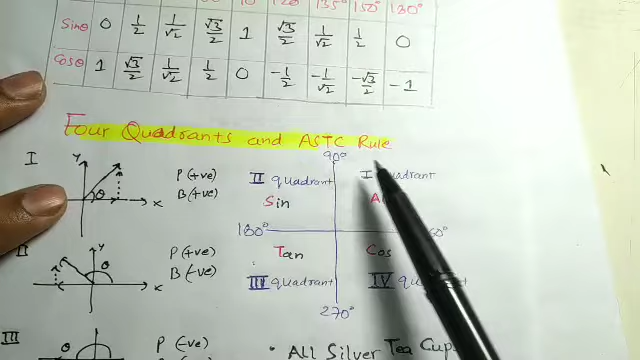 Sinθ 0 1/2 1/√2 √3/2 1 √3/2 1/√2 1/2 0
Cosθ 1 √3/2 1/√2 1/2 0 -1/2 -1/√2 -√3/2 -1
Four Quadrants and ASTC Rule
90°
I
y
θ
x
P(+ve)
B(+ve)
II quadrant
I quadrant
Sin
180°
II
y
θ
x
P(+ve)
B(-ve)
Tan
Cos
III quadrant
IV
270°
III
P(-ve)
• All Silver Tea Cups